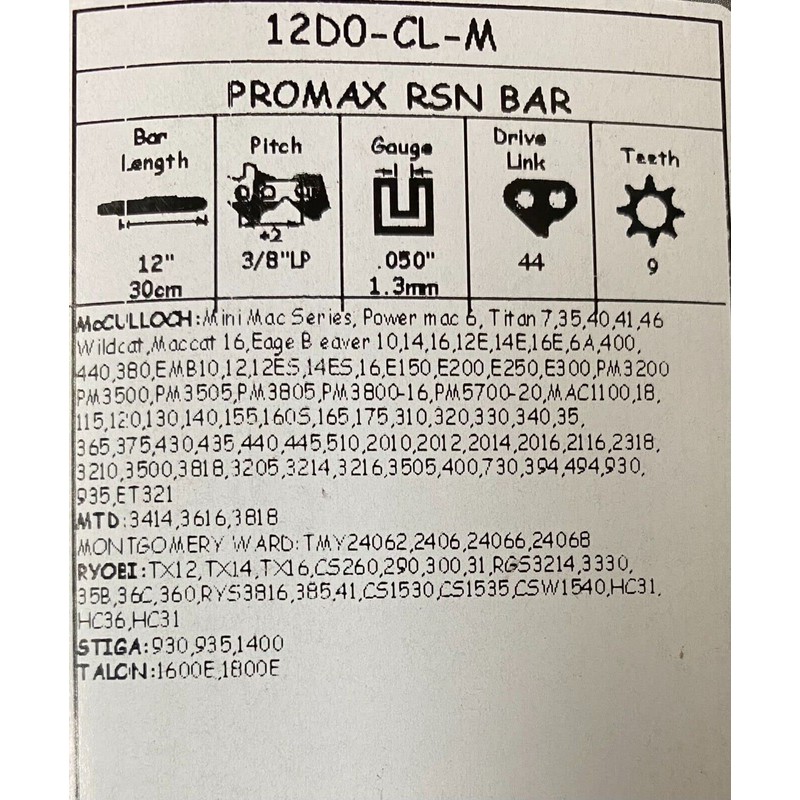 12DO-CL-M
PROMAX RSN BAR
Bar Length
Pitch
Gauge
Drive Link
Teeth
+2
12" 30cm
3/8"LP
.050" 1.3mm
44
9
McCULLOCH:Mini Mac Series, Power mac 6, Titan 7,35,40,41,46
Wildcat,Maccat 16,Eage B eaver 10,14,16,12E,14E,16E,6A,400,
440,380,EMB10,12,12ES,14ES,16,E150,E200,E250,E300,PM3200
PM3500,PM3505,PM3805,PM3800-16,PM5700-20,MAC1100,18,
115,120,130,140,155,160S,165,175,310,320,330,340,35,
365,375,430,435,440,445,510,2010,2012,2014,2016,2116,2318,
3210,3500,3818,3205,3214,3216,3505,400,730,394,494,930,
935,ET321
MTD:3414,3616,3818
MONTGOMERY WARD:TMY24062,2406,24066,24068
RYOBI:TX12,TX14,TX16,CS260,290,300,31,RGS3214,3330,
35B,36C,360,RYS3816,385,41,CS1530,CS1535,CSW1540,HC31,
HC36,HC31
STIGA:930,935,1400
TALON:1600E,1800E